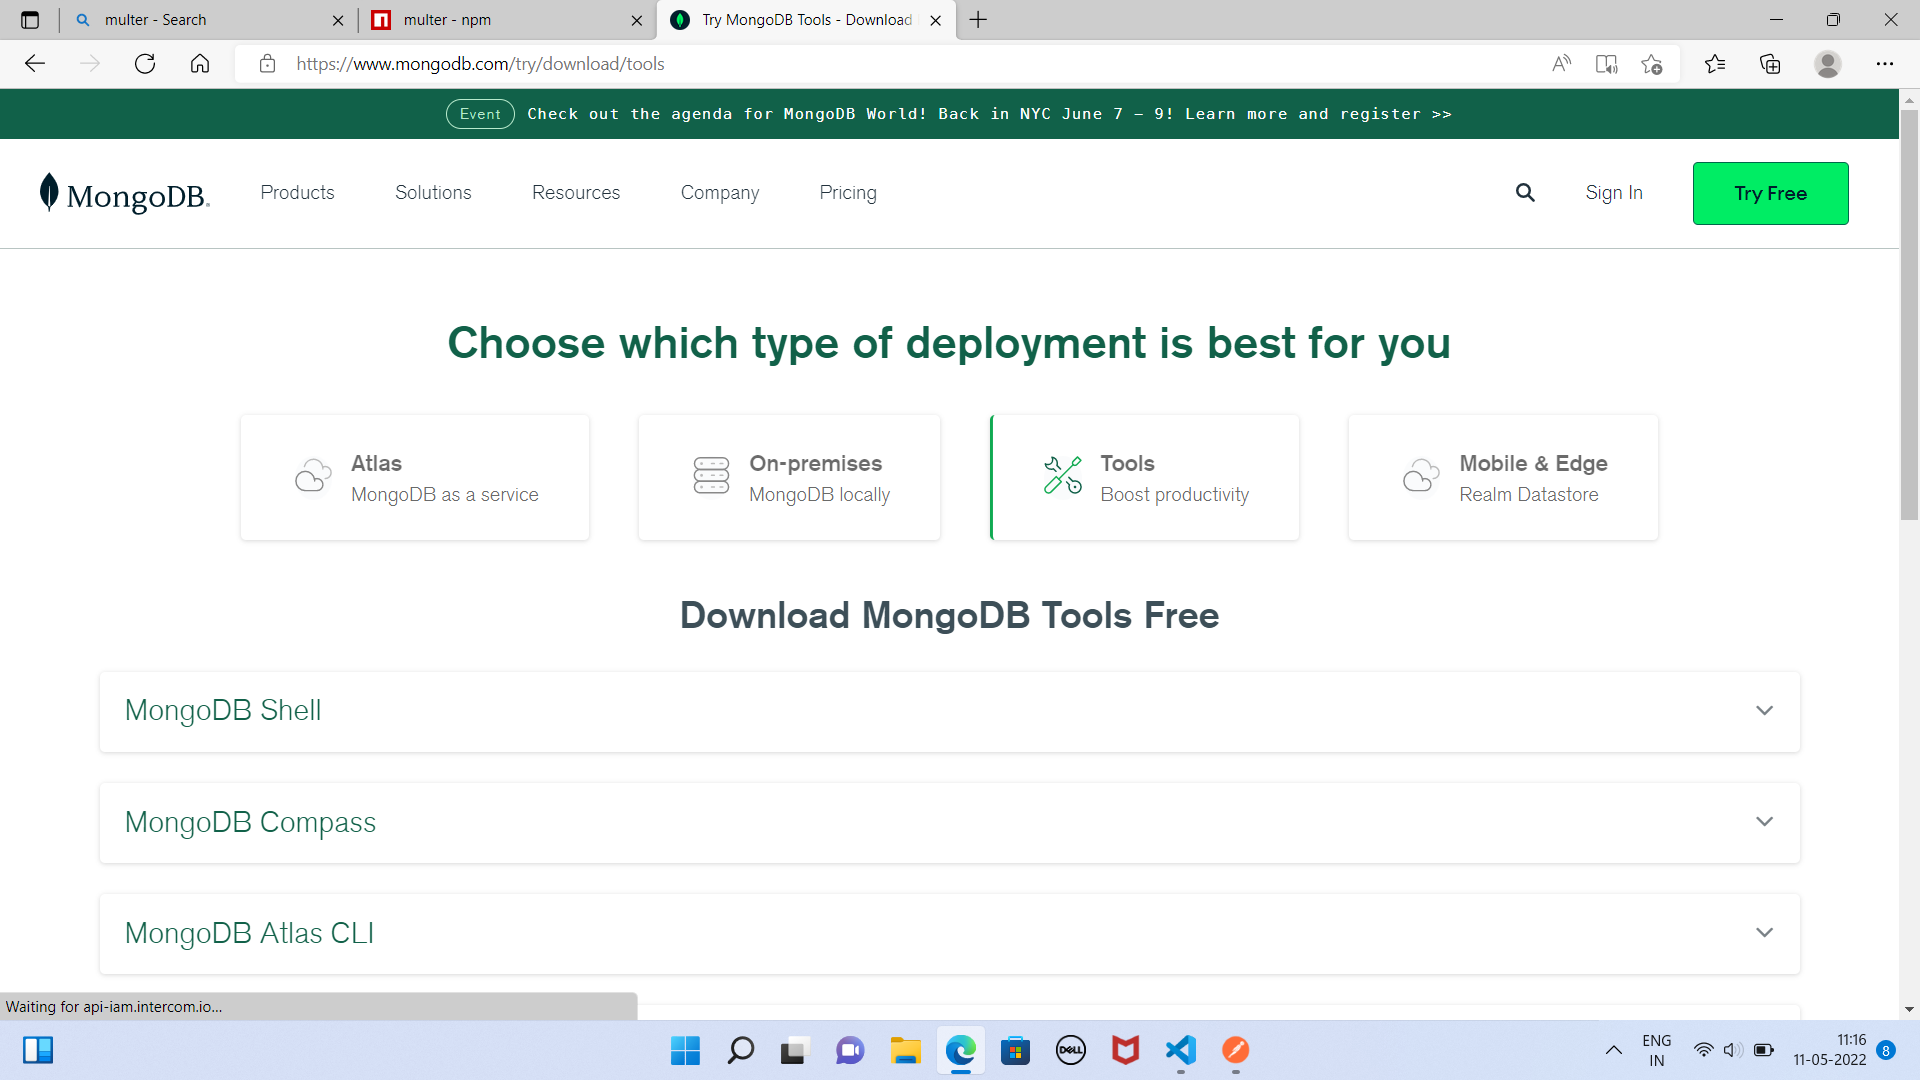 multer - Search
multer - npm
Try MongoDB Tools - Download
https://www.mongodb.com/try/download/tools
Event Check out the agenda for MongoDB World! Back in NYC June 7 – 9! Learn more and register >>
MongoDB. Products Solutions Resources Company Pricing Sign In Try Free
Choose which type of deployment is best for you
Atlas
MongoDB as a service
On-premises
MongoDB locally
Tools
Boost productivity
Mobile & Edge
Realm Datastore
Download MongoDB Tools Free
MongoDB Shell
MongoDB Compass
MongoDB Atlas CLI
Waiting for api-iam.intercom.io...
DELL
ENG
IN
11:16
11-05-2022
8